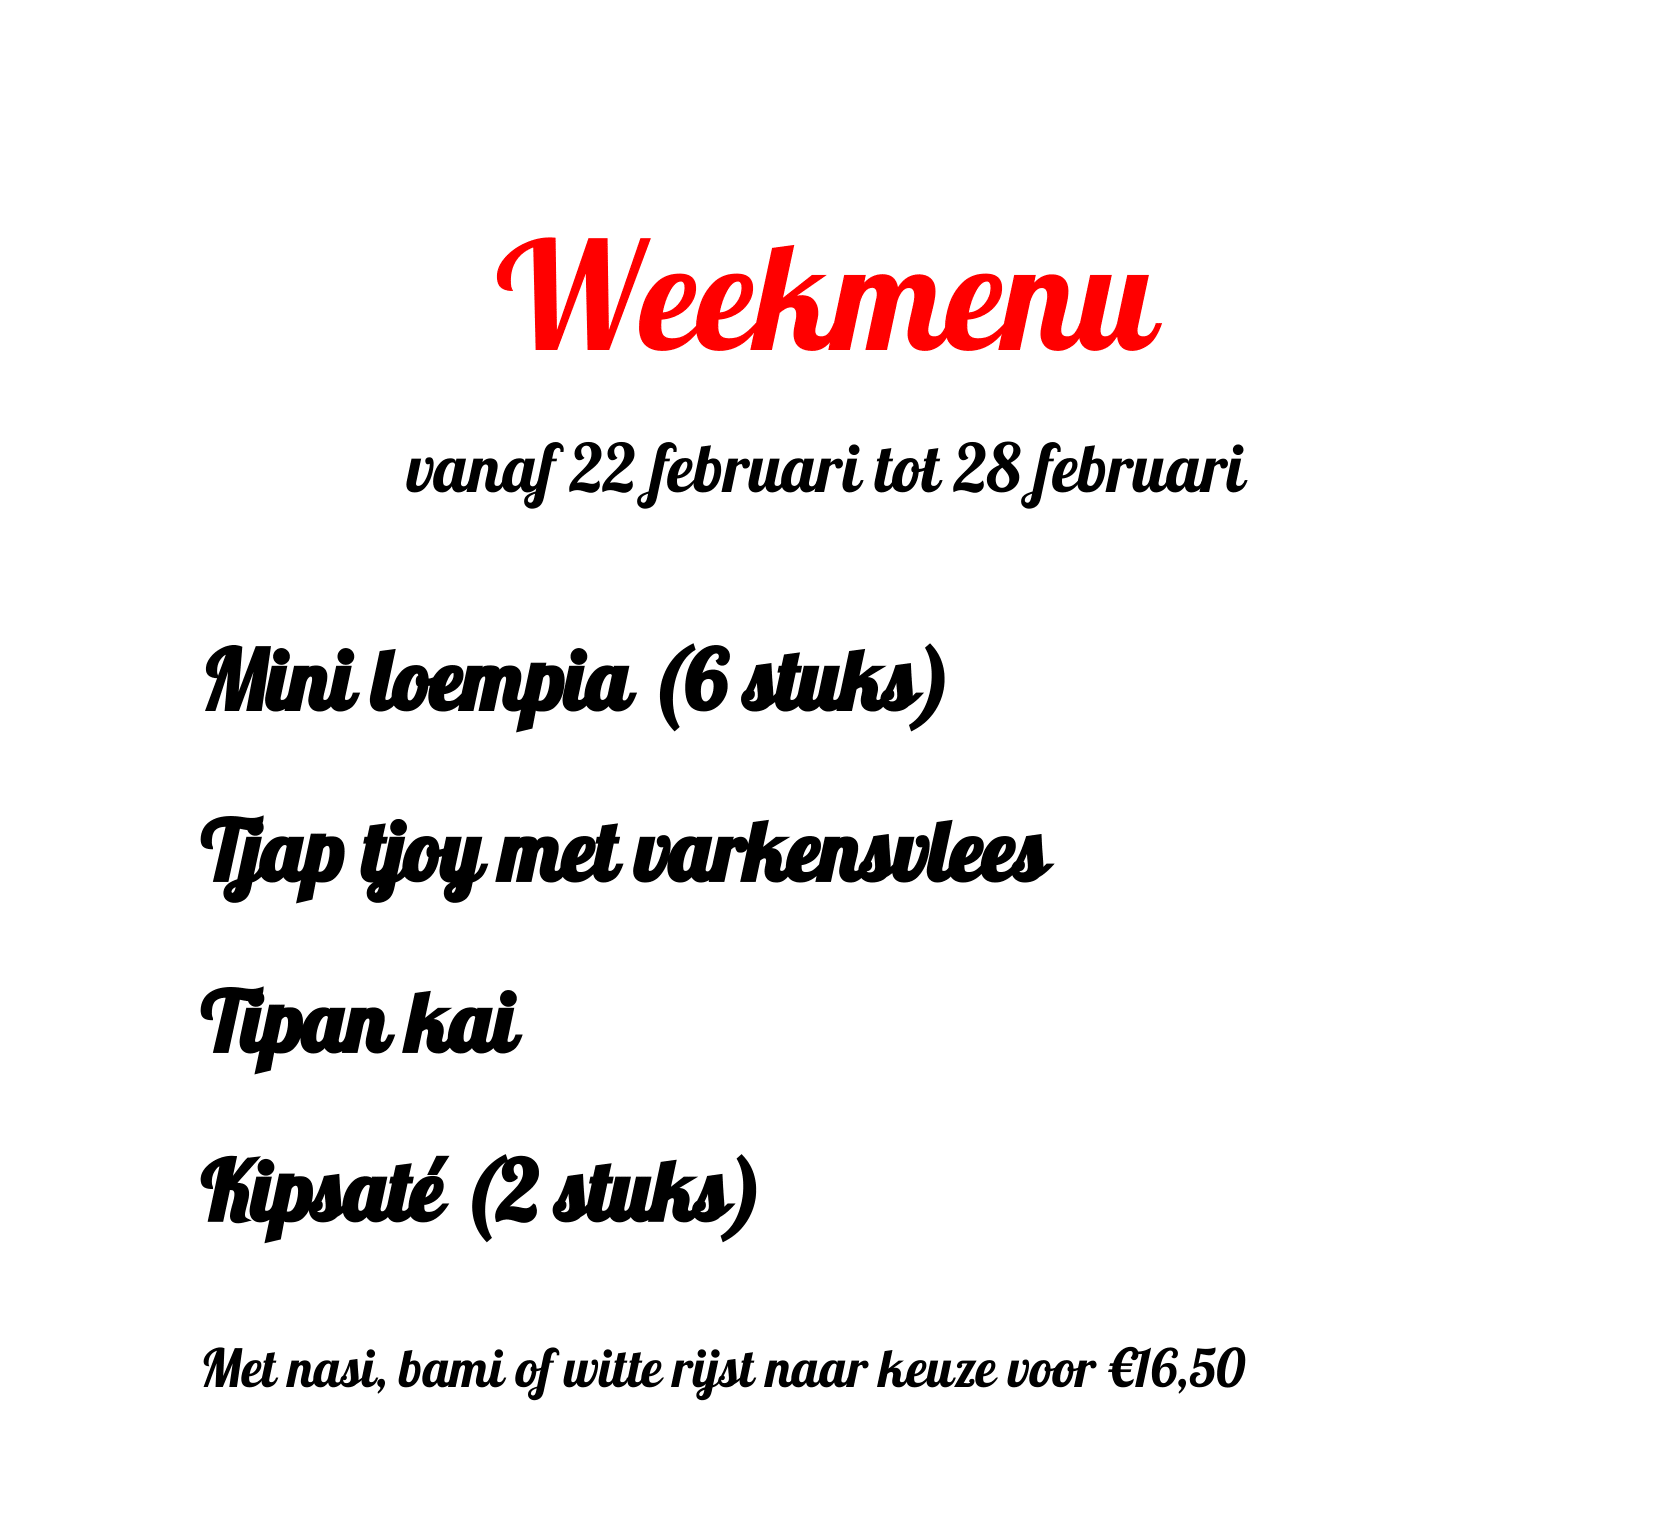 Weekmenu
vanaf 22 februari tot 28 februari
Mini loempia (6 stuks)
Tjap tjoy met varkensvlees
Tipan kai
Kipsaté (2 stuks)
Met nasi, bami of witte rijst naar keuze voor €16,50